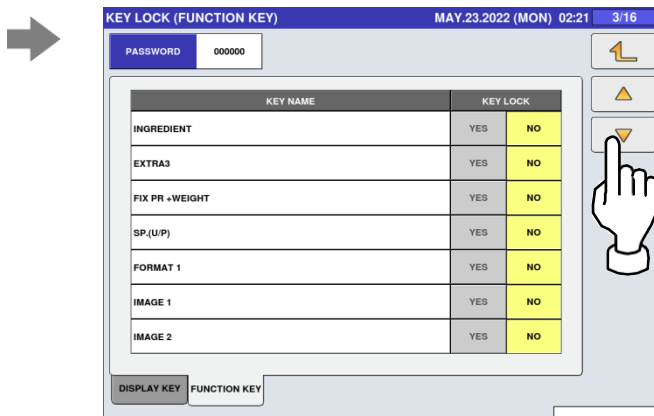 KEY LOCK (FUNCTION KEY) MAY.23.2022 (MON) 02:21 3/16
PASSWORD 000000
KEY NAME KEY LOCK
INGREDIENT YES NO
EXTRA3 YES NO
FIX PR +WEIGHT YES NO
SP.(U/P) YES NO
FORMAT 1 YES NO
IMAGE 1 YES NO
IMAGE 2 YES NO
DISPLAY KEY FUNCTION KEY